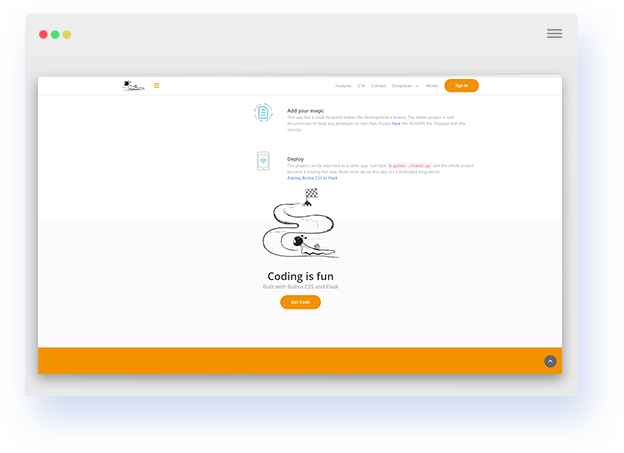 Features CTA Contact Dropdown Modal Sign in
Add your magic
This app has a small footprint makes the development a breeze. The whole project is well
documented, to help any developer to start fast. Access here the README file, shipped with the
sources.
Deploy
The project can be exported as a static app, just type $ python ./static.py, and the whole project
become a blazing-fast app. Read more about this app, on a dedicated blog article:
Adding Bulma CSS to Flask
Coding is fun
Built with Bulma CSS and Flask
Get Code